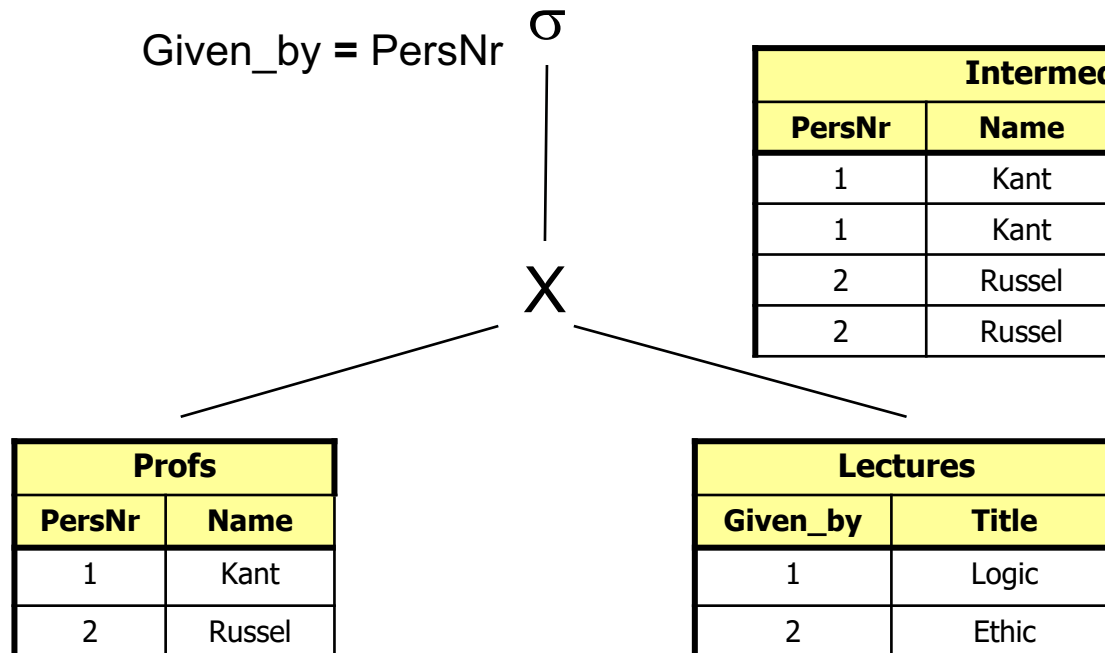 σ
Given_by = PersNr
Intermed
PersNr Name
1 Kant
1 Kant
2 Russel
2 Russel
X
Profs
PersNr Name
1 Kant
2 Russel
Lectures
Given_by Title
1 Logic
2 Ethic